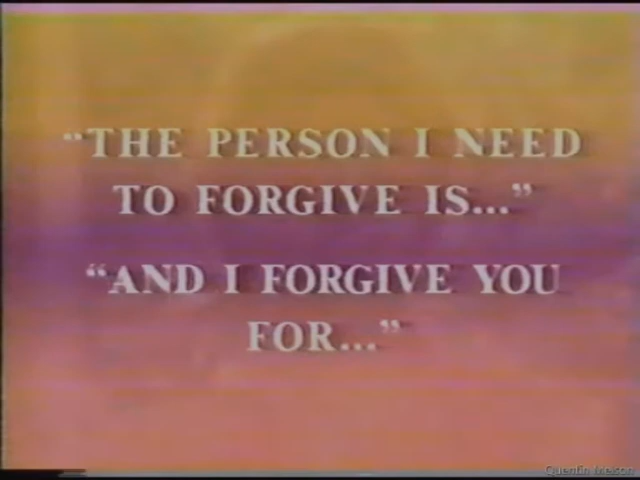 “THE PERSON I NEED
TO FORGIVE IS...”
“AND I FORGIVE YOU
FOR...”